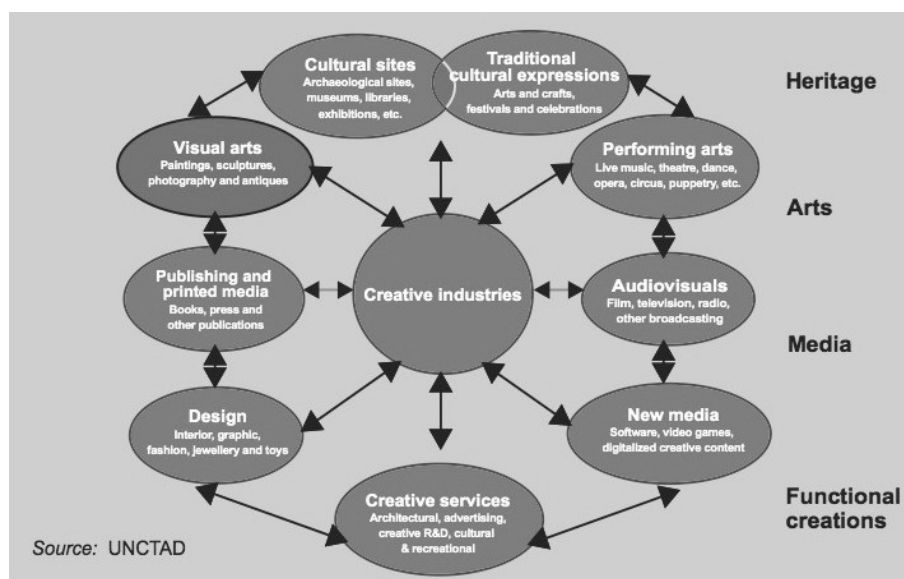 Cultural sites
Archaeological sites,
museums, libraries,
exhibitions, etc.
Traditional
cultural expressions
Arts and crafts,
festivals and celebrations
Heritage
Visual arts
Paintings, sculptures,
photography and antiques
Performing arts
Live music, theatre, dance,
opera, circus, puppetry, etc.
Arts
Publishing and
printed media
Books, press and
other publications
Creative industries
Audiovisuals
Film, television, radio,
other broadcasting
Media
Design
Interior, graphic,
fashion, jewellery and toys
New media
Software, video games,
digitalized creative content
Creative services
Architectural, advertising,
creative R&D, cultural
& recreational
Functional
creations
Source: UNCTAD